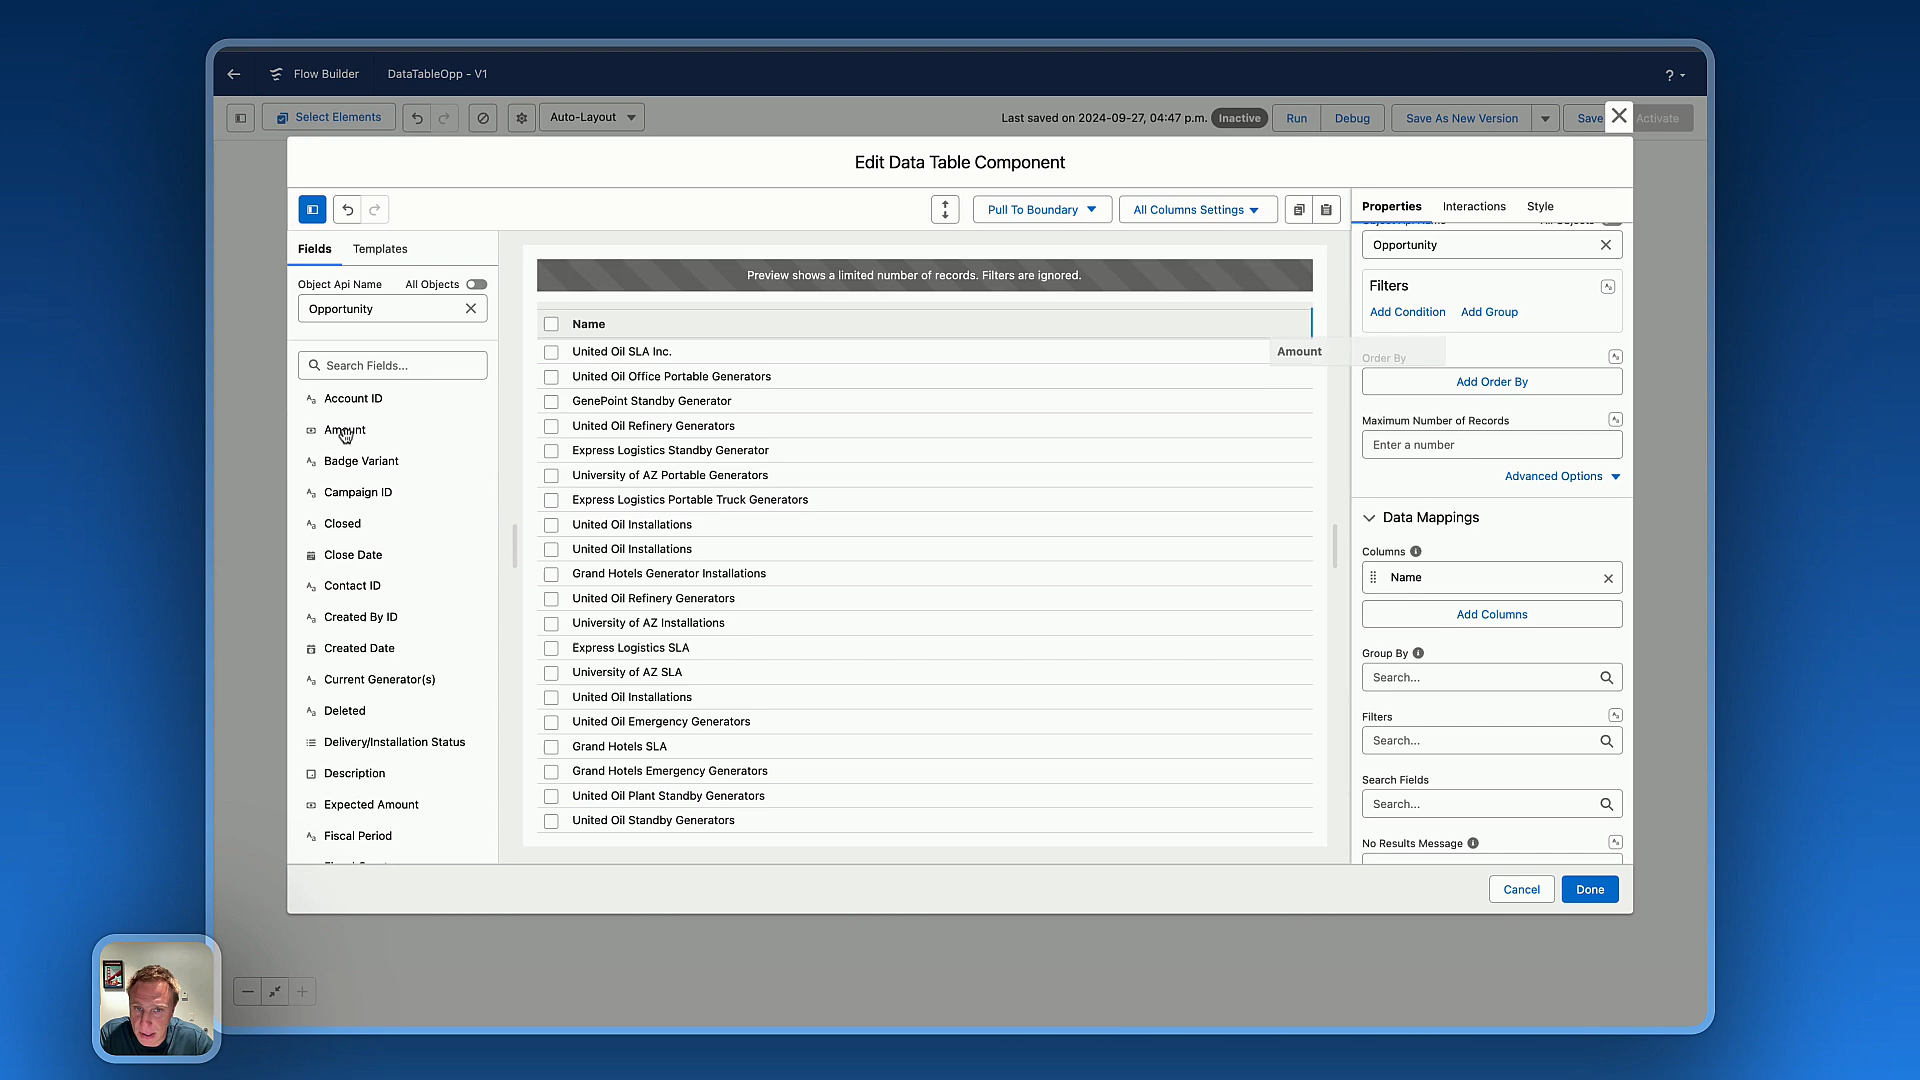 Flow Builder
DataTableOpp - V1
?
Select Elements
Auto-Layout
Last saved on 2024-09-27, 04:47 p.m.
Inactive
Run
Debug
Save As New Version
Save
Activate
Edit Data Table Component
Pull To Boundary
All Columns Settings
Properties
Interactions
Style
Fields
Templates
Object Api Name
All Objects
Opportunity
Search Fields...
Account ID
Amount
Badge Variant
Campaign ID
Closed
Close Date
Contact ID
Created By ID
Created Date
Current Generator(s)
Deleted
Delivery/Installation Status
Description
Expected Amount
Fiscal Period
Preview shows a limited number of records. Filters are ignored.
Name
United Oil SLA Inc.
United Oil Office Portable Generators
GenePoint Standby Generator
United Oil Refinery Generators
Express Logistics Standby Generator
University of AZ Portable Generators
Express Logistics Portable Truck Generators
United Oil Installations
United Oil Installations
Grand Hotels Generator Installations
United Oil Refinery Generators
University of AZ Installations
Express Logistics SLA
University of AZ SLA
United Oil Installations
United Oil Emergency Generators
Grand Hotels SLA
Grand Hotels Emergency Generators
United Oil Plant Standby Generators
United Oil Standby Generators
Amount
Opportunity
Filters
Add Condition
Add Group
Order By
Add Order By
Maximum Number of Records
Enter a number
Advanced Options
Data Mappings
Columns
Name
Add Columns
Group By
Search...
Filters
Search...
Search Fields
Search...
No Results Message
Cancel
Done